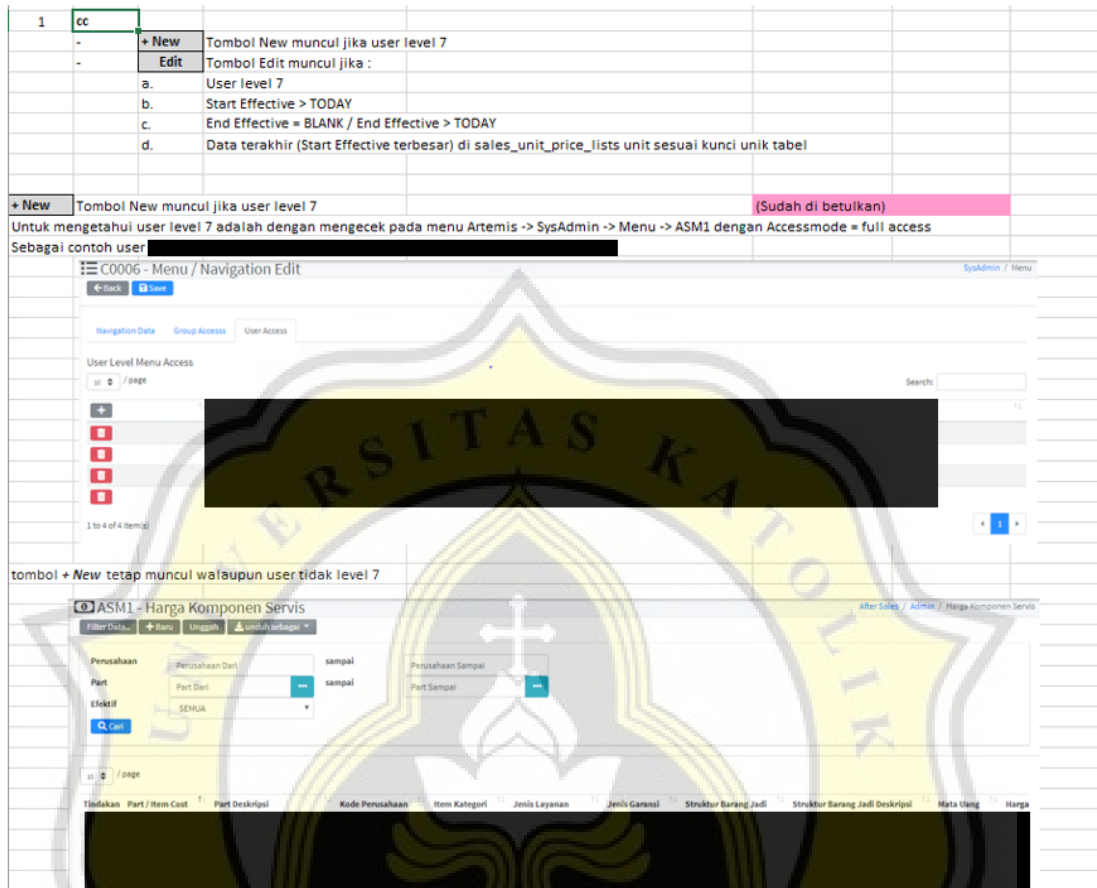 1 cc
- + New Tombol New muncul jika user level 7
- Edit Tombol Edit muncul jika :
a. User level 7
b. Start Effective > TODAY
c. End Effective = BLANK / End Effective > TODAY
d. Data terakhir (Start Effective terbesar) di sales_unit_price_lists unit sesuai kunci unik tabel
+ New Tombol New muncul jika user level 7 (Sudah di betulkan)
Untuk mengetahui user level 7 adalah dengan mengecek pada menu Artemis -> SysAdmin -> Menu -> ASM1 dengan Accessmode = full access
Sebagai contoh user
C0006 - Menu / Navigation Edit SysAdmin / Menu
Back Save
Navigation Data Group Accesss User Access
User Level Menu Access
10 / page Search:
+
1 to 4 of 4 item(s) 1
tombol + New tetap muncul walaupun user tidak level 7
ASM1 - Harga Komponen Servis After Sales / Admin / Harga Komponen Servis
Filter Data... + Baru Unggah unduh sebagai
Perusahaan Perusahaan Dari sampai Perusahaan Sampai
Part Part Dari ... sampai Part Sampai ...
Efektif SEMUA
Cari
10 / page
Tindakan Part / Item Cost Part Deskripsi Kode Perusahaan Item Kategori Jenis Layanan Jenis Garansi Struktur Barang Jadi Struktur Barang Jadi Deskripsi Mata Uang Harga
UNIVERSITAS KATOLIK